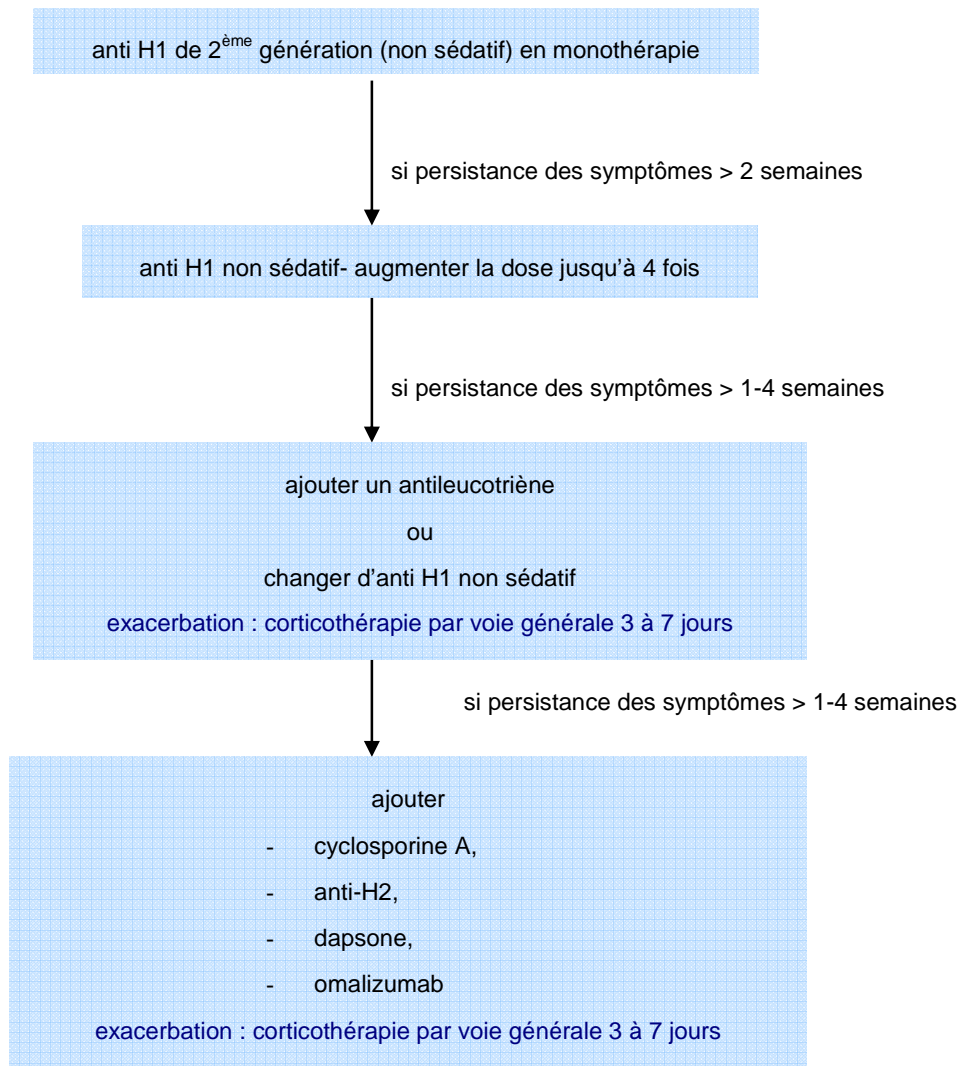 anti H1 de 2ème génération (non sédatif) en monothérapie
si persistance des symptômes > 2 semaines
anti H1 non sédatif- augmenter la dose jusqu’à 4 fois
si persistance des symptômes > 1-4 semaines
ajouter un antileucotriène
ou
changer d’anti H1 non sédatif
exacerbation : corticothérapie par voie générale 3 à 7 jours
si persistance des symptômes > 1-4 semaines
ajouter
- cyclosporine A,
- anti-H2,
- dapsone,
- omalizumab
exacerbation : corticothérapie par voie générale 3 à 7 jours